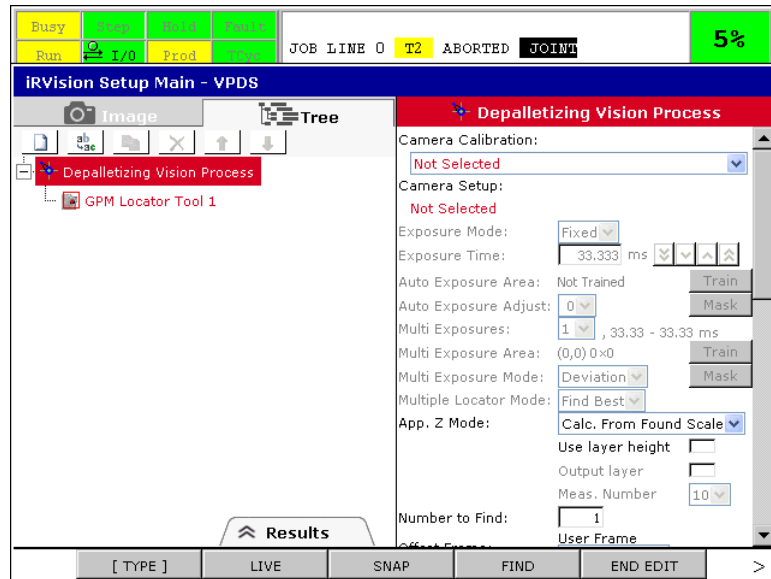 Busy Step Hold Fault
Run I/O Prod TCyc
JOB LINE 0 T2 ABORTED JOINT
5%
iRVision Setup Main - VPDS
Image
Tree
ab
ac
Depalletizing Vision Process
GPM Locator Tool 1
Results
Depalletizing Vision Process
Camera Calibration:
Not Selected
Camera Setup:
Not Selected
Exposure Mode: Fixed
Exposure Time: 33.333 ms
Auto Exposure Area: Not Trained Train
Auto Exposure Adjust: 0 Mask
Multi Exposures: 1 , 33.33 - 33.33 ms
Multi Exposure Area: (0,0) 0×0 Train
Multi Exposure Mode: Deviation Mask
Multiple Locator Mode: Find Best
App. Z Mode: Calc. From Found Scale
Use layer height
Output layer
Meas. Number 10
Number to Find: 1
Offset Frame: User Frame
[ TYPE ] LIVE SNAP FIND END EDIT >